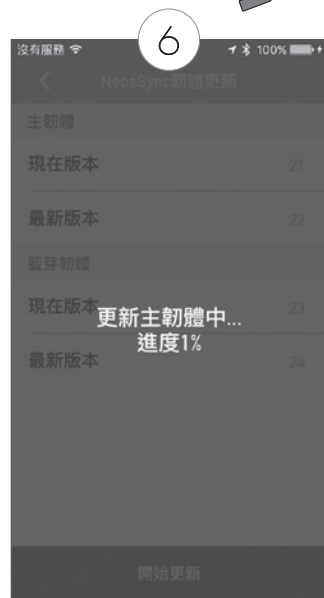 6
沒有服務 100%
NeosSync韌體更新
主韌體
現在版本 21
最新版本 22
藍芽韌體
現在版本 23
最新版本 24
更新主韌體中...
進度1%
開始更新